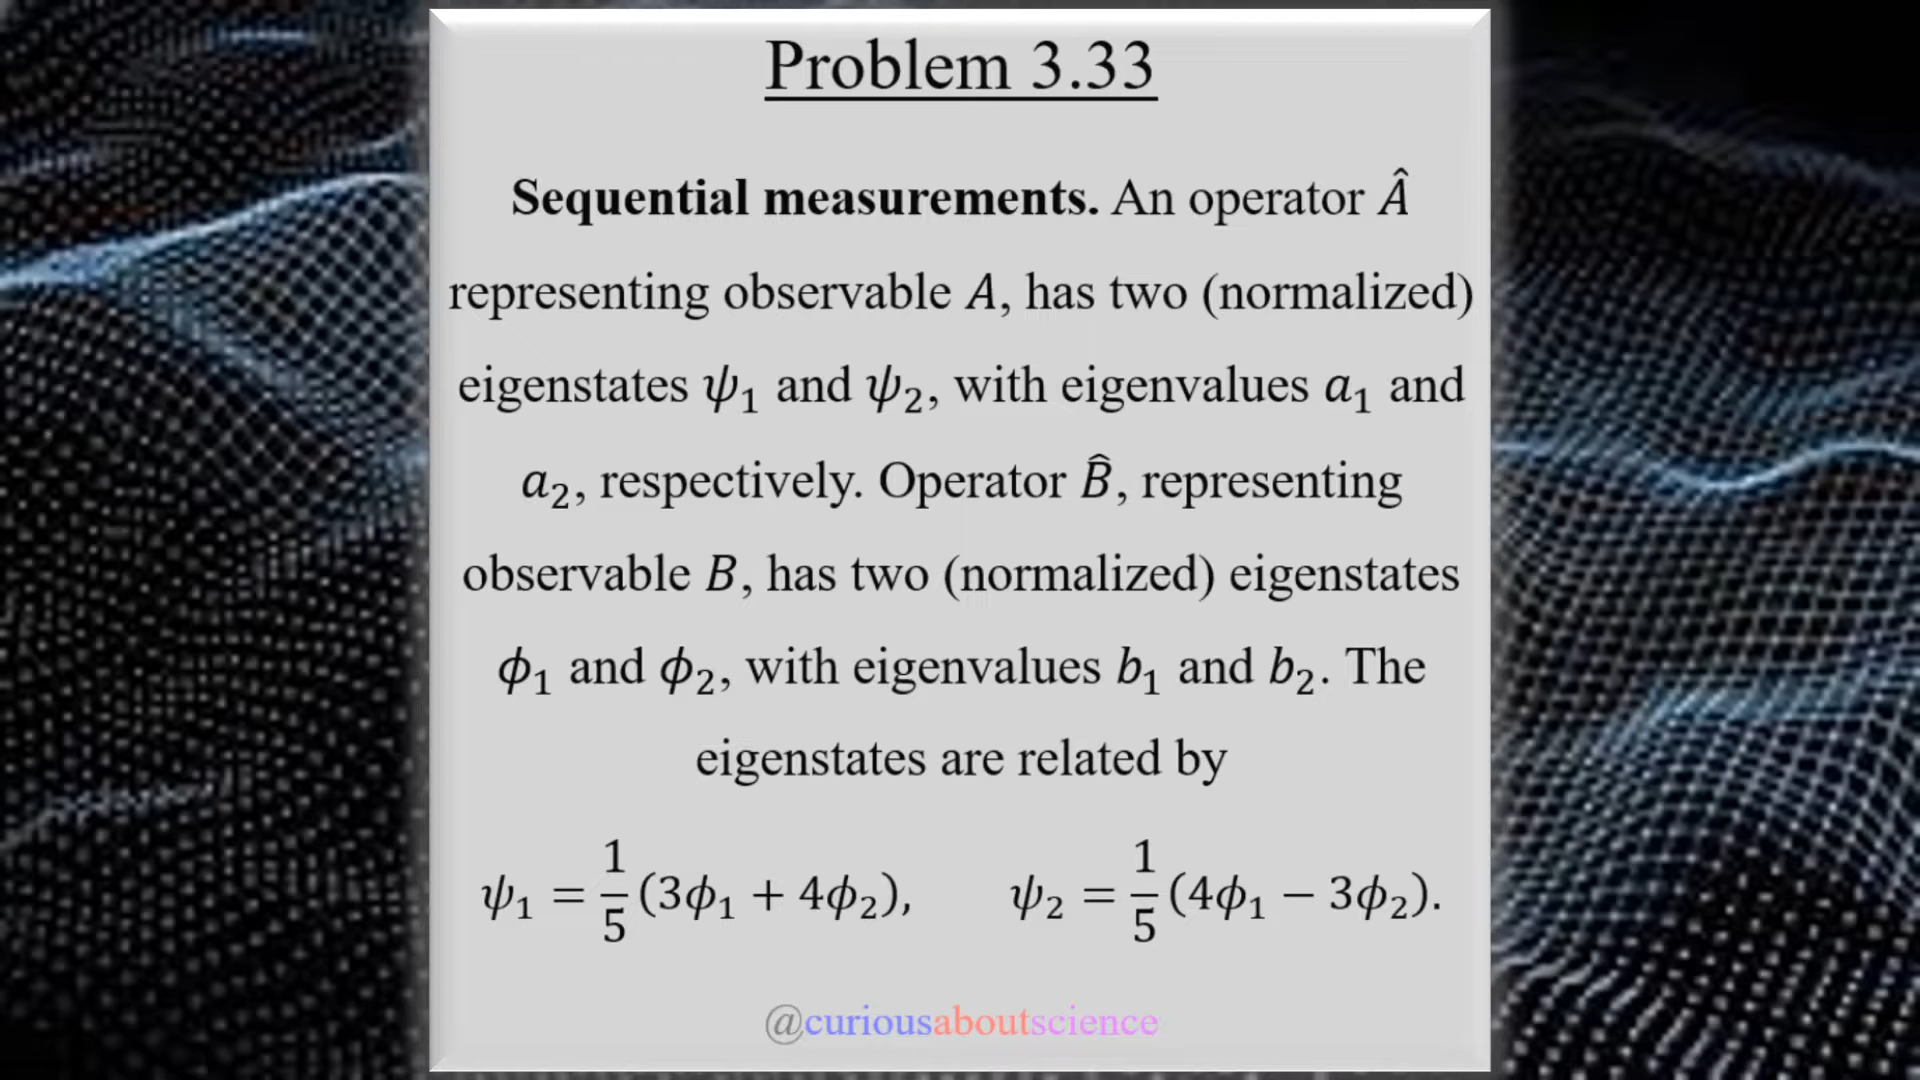 Problem 3.33
Sequential measurements. An operator Â
representing observable A, has two (normalized)
eigenstates ψ₁ and ψ₂, with eigenvalues a₁ and
a₂, respectively. Operator B̂, representing
observable B, has two (normalized) eigenstates
ϕ₁ and ϕ₂, with eigenvalues b₁ and b₂. The
eigenstates are related by
ψ₁ = 1/5 (3ϕ₁ + 4ϕ₂), ψ₂ = 1/5 (4ϕ₁ − 3ϕ₂).
@curiousaboutscience